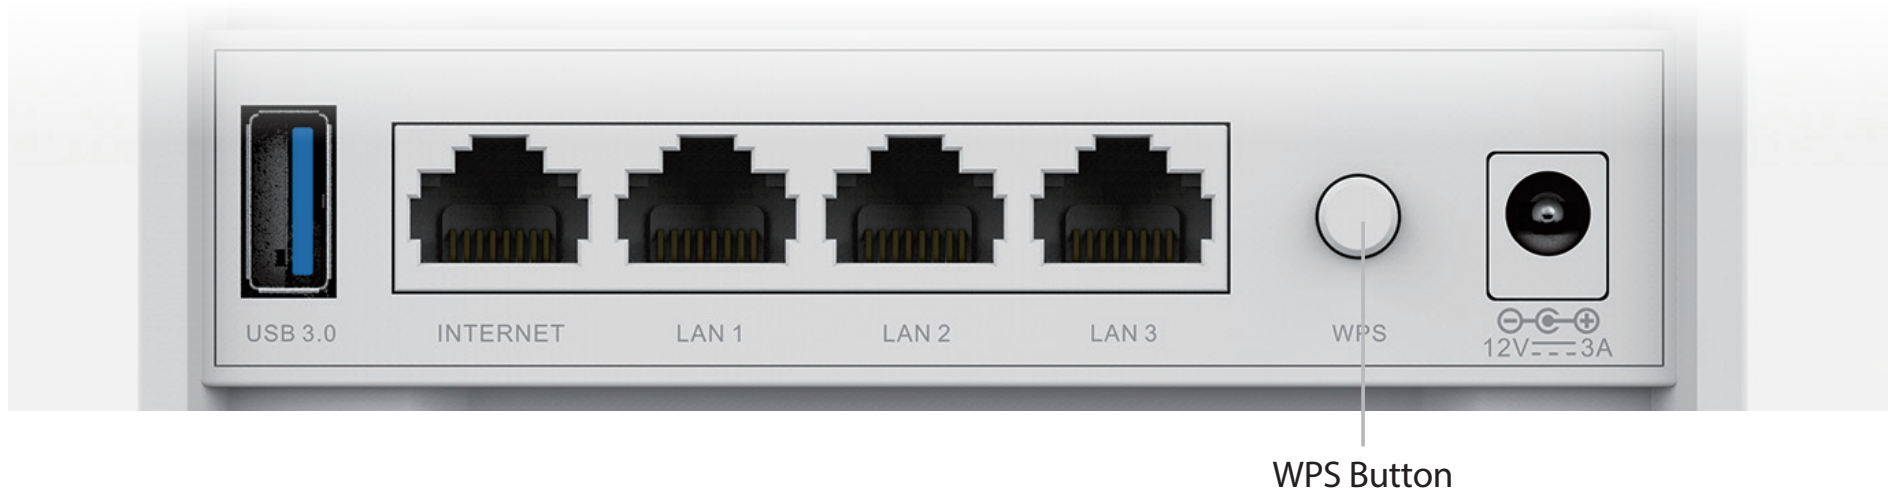 USB 3.0
INTERNET
LAN 1
LAN 2
LAN 3
WPS
12V 3A
WPS Button